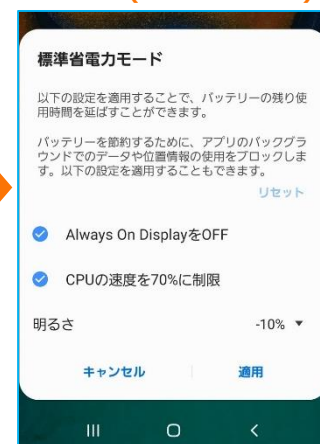 標準省電力モード
以下の設定を適用することで、バッテリーの残り使
用時間を延ばすことができます。
バッテリーを節約するために、アプリのバックグラ
ウンドでのデータや位置情報の使用をブロックしま
す。以下の設定を適用することもできます。
リセット
Always On DisplayをOFF
CPUの速度を70%に制限
明るさ -10% ▼
キャンセル 適用